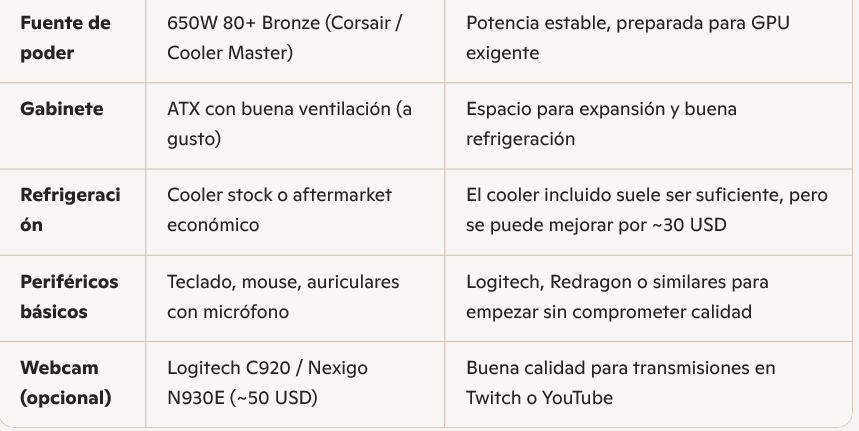 Fuente de poder
650W 80+ Bronze (Corsair /
Cooler Master)
Potencia estable, preparada para GPU
exigente
Gabinete
ATX con buena ventilación (a
gusto)
Espacio para expansión y buena
refrigeración
Refrigeraci
ón
Cooler stock o aftermarket
económico
El cooler incluido suele ser suficiente, pero
se puede mejorar por ~30 USD
Periféricos
básicos
Teclado, mouse, auriculares
con micrófono
Logitech, Redragon o similares para
empezar sin comprometer calidad
Webcam
(opcional)
Logitech C920 / Nexigo
N930E (~50 USD)
Buena calidad para transmisiones en
Twitch o YouTube